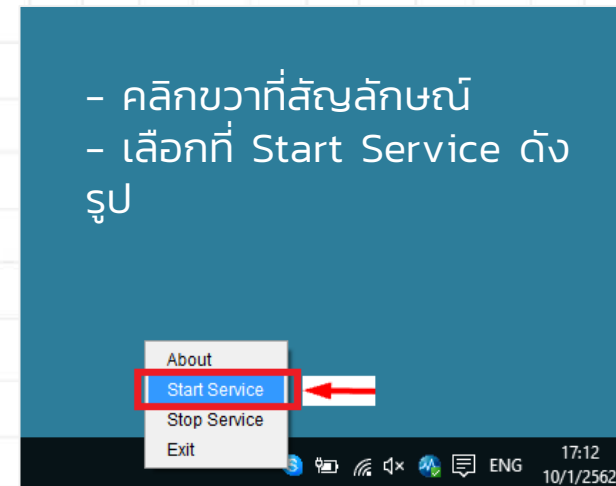 - คลิกขวาที่สัญลักษณ์
- เลือกที่ Start Service ดัง
รูป
About
Start Service
Stop Service
Exit
ENG
17:12
10/1/2562